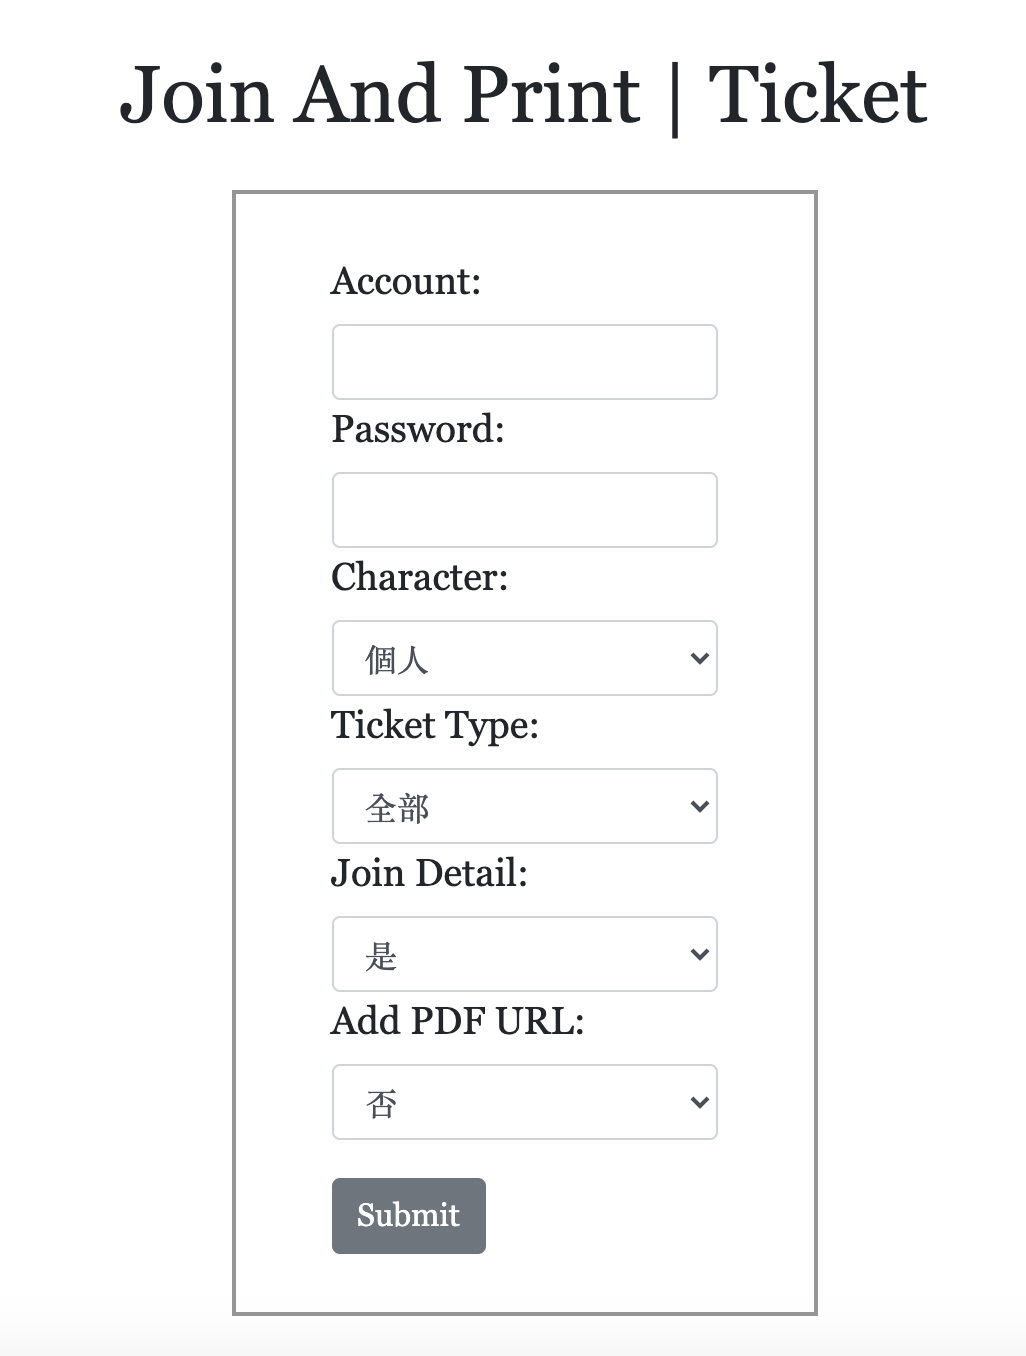 Join And Print | Ticket
Account:
Password:
Character:
個人
Ticket Type:
全部
Join Detail:
是
Add PDF URL:
否
Submit